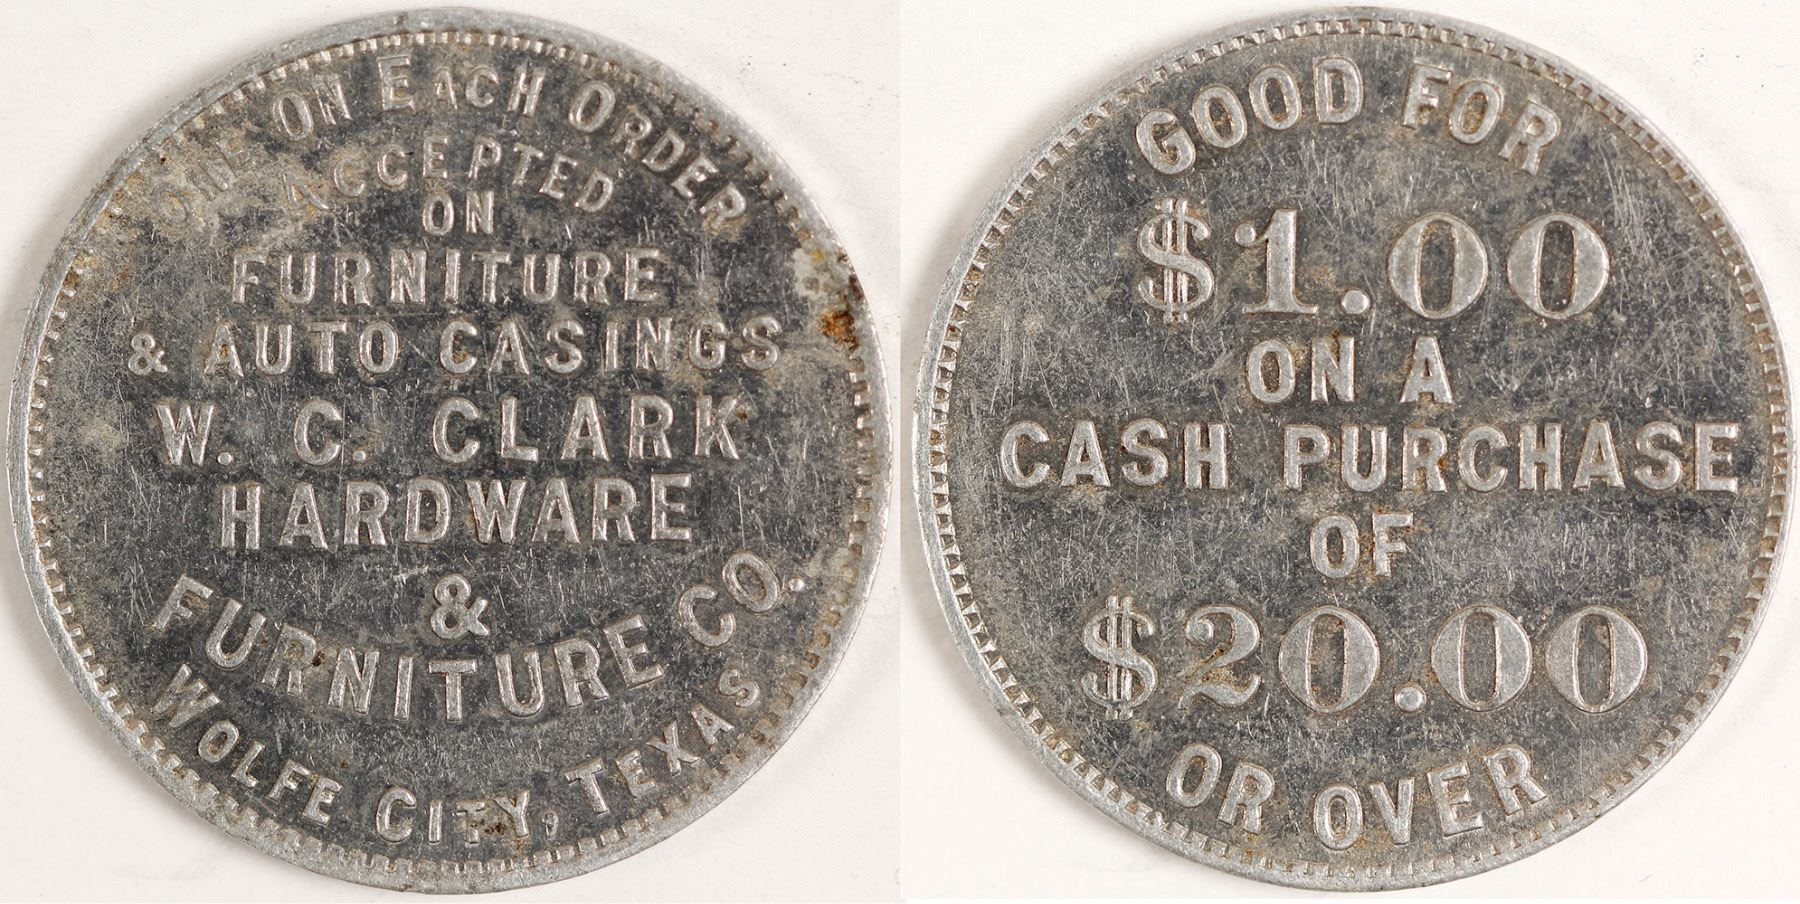 ONE ON EACH ORDER
ACCEPTED
ON
FURNITURE
& AUTO CASINGS
W. C. CLARK
HARDWARE
&
FURNITURE CO.
WOLFE CITY, TEXAS
GOOD FOR
$1.00
ON A
CASH PURCHASE
OF
$20.00
OR OVER